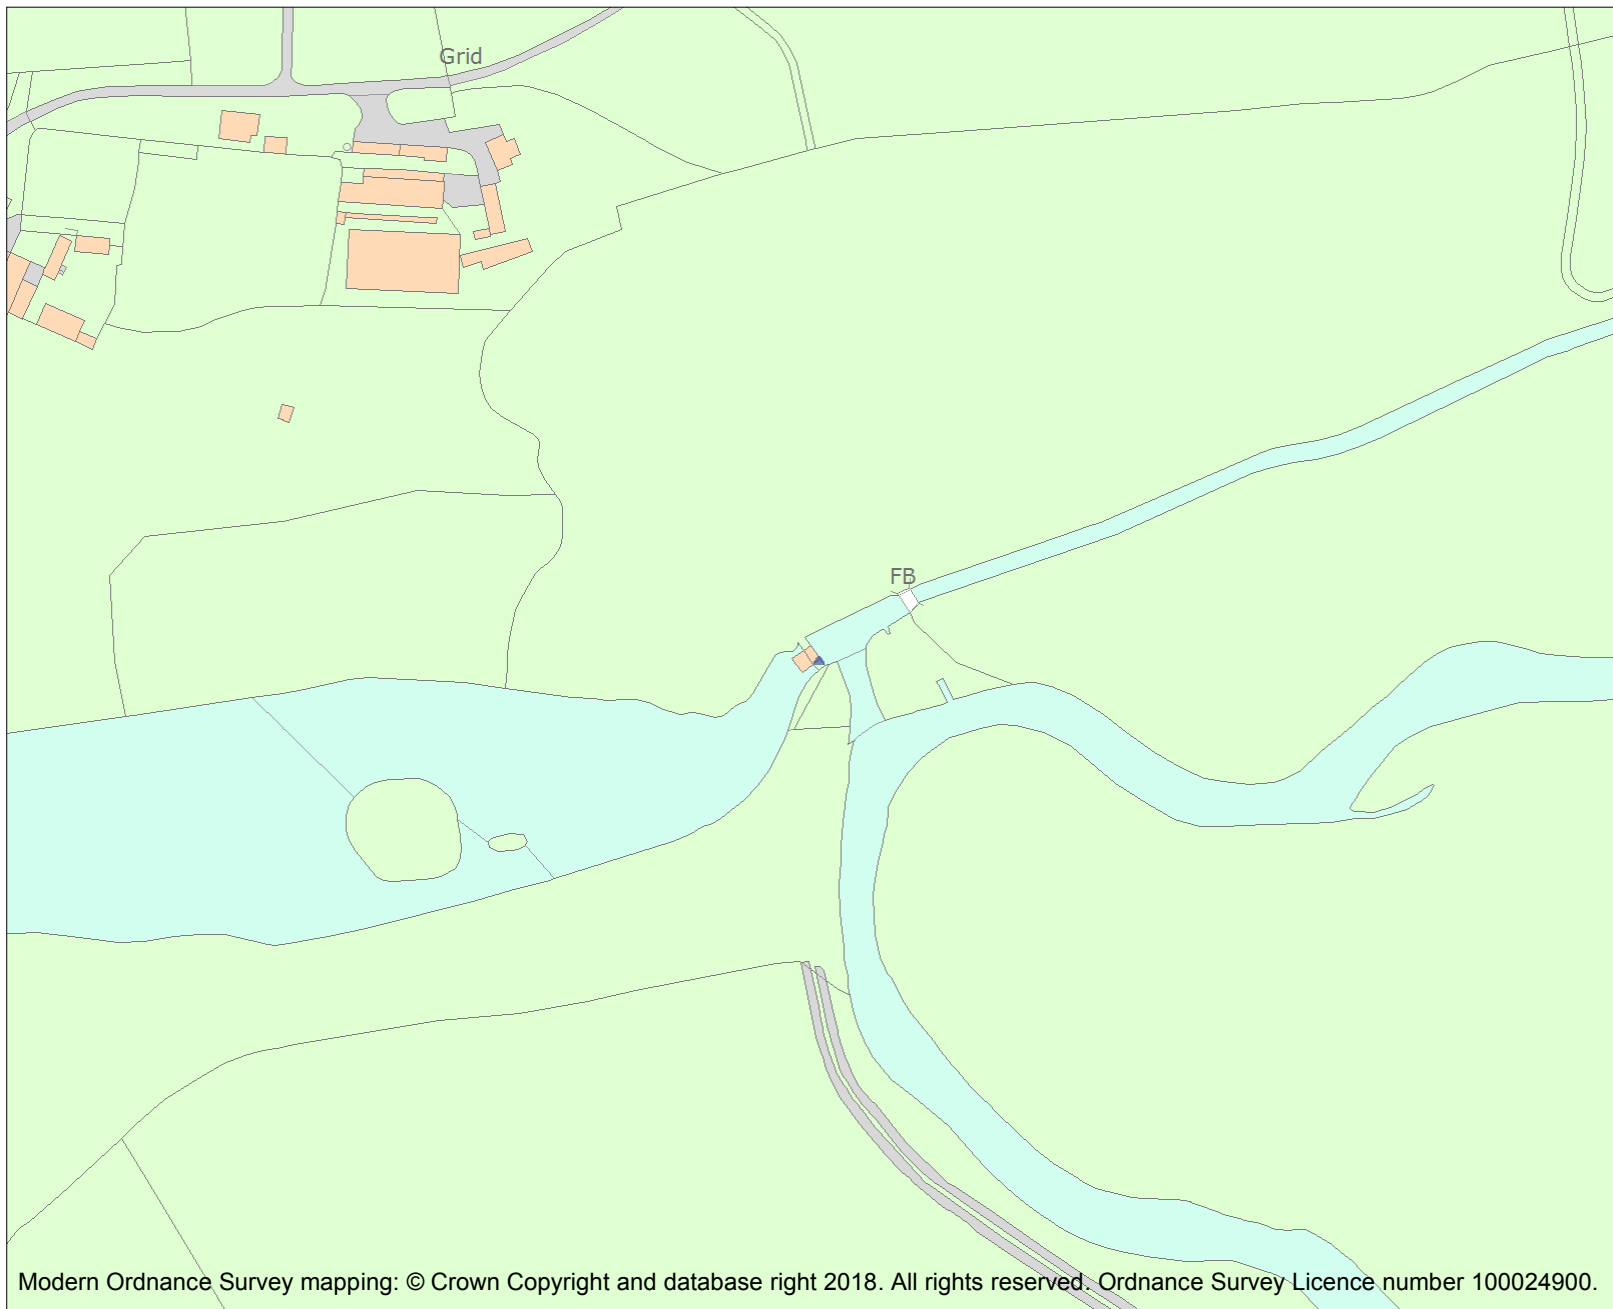 Grid
FB
Modern Ordnance Survey mapping: © Crown Copyright and database right 2018. All rights reserved. Ordnance Survey Licence number 100024900.